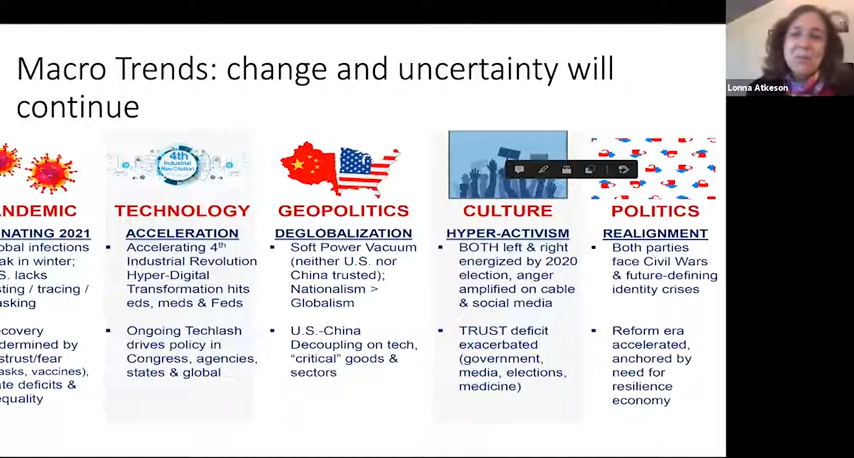 Macro Trends: change and uncertainty will
continue
Lonna Atkeson
4th
Industrial
Revolution
NDEMIC
NATING 2021
obal infections
ak in winter;
S. lacks
sting / tracing /
asking
covery
dermined by
strust/fear
asks, vaccines),
ate deficits &
equality
TECHNOLOGY
ACCELERATION
▪ Accelerating 4th
Industrial Revolution
Hyper-Digital
Transformation hits
eds, meds & Feds
▪ Ongoing Techlash
drives policy in
Congress, agencies,
states & global
GEOPOLITICS
DEGLOBALIZATION
▪ Soft Power Vacuum
(neither U.S. nor
China trusted);
Nationalism >
Globalism
▪ U.S.-China
Decoupling on tech,
"critical" goods &
sectors
CULTURE
HYPER-ACTIVISM
▪ BOTH left & right
energized by 2020
election, anger
amplified on cable
& social media
▪ TRUST deficit
exacerbated
(government,
media, elections,
medicine)
POLITICS
REALIGNMENT
▪ Both parties
face Civil Wars
& future-defining
identity crises
▪ Reform era
accelerated,
anchored by
need for
resilience
economy